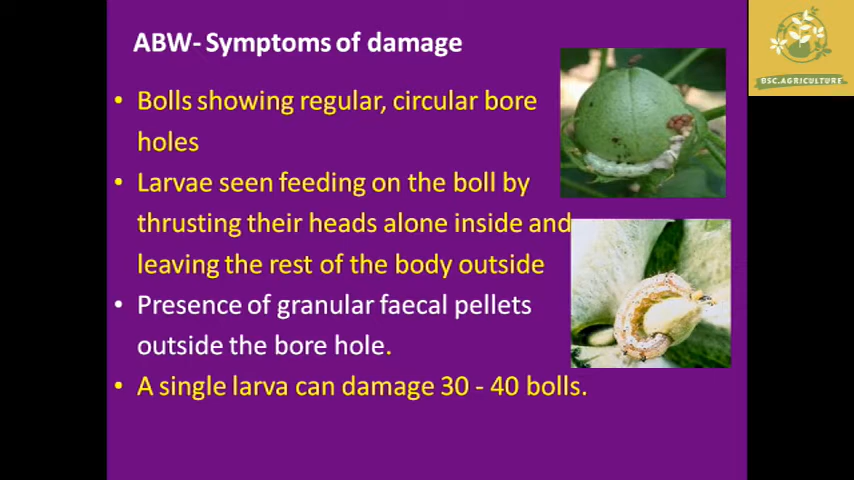 ABW- Symptoms of damage
BSC.AGRICULTURE
• Bolls showing regular, circular bore
holes
• Larvae seen feeding on the boll by
thrusting their heads alone inside and
leaving the rest of the body outside
• Presence of granular faecal pellets
outside the bore hole.
• A single larva can damage 30 - 40 bolls.